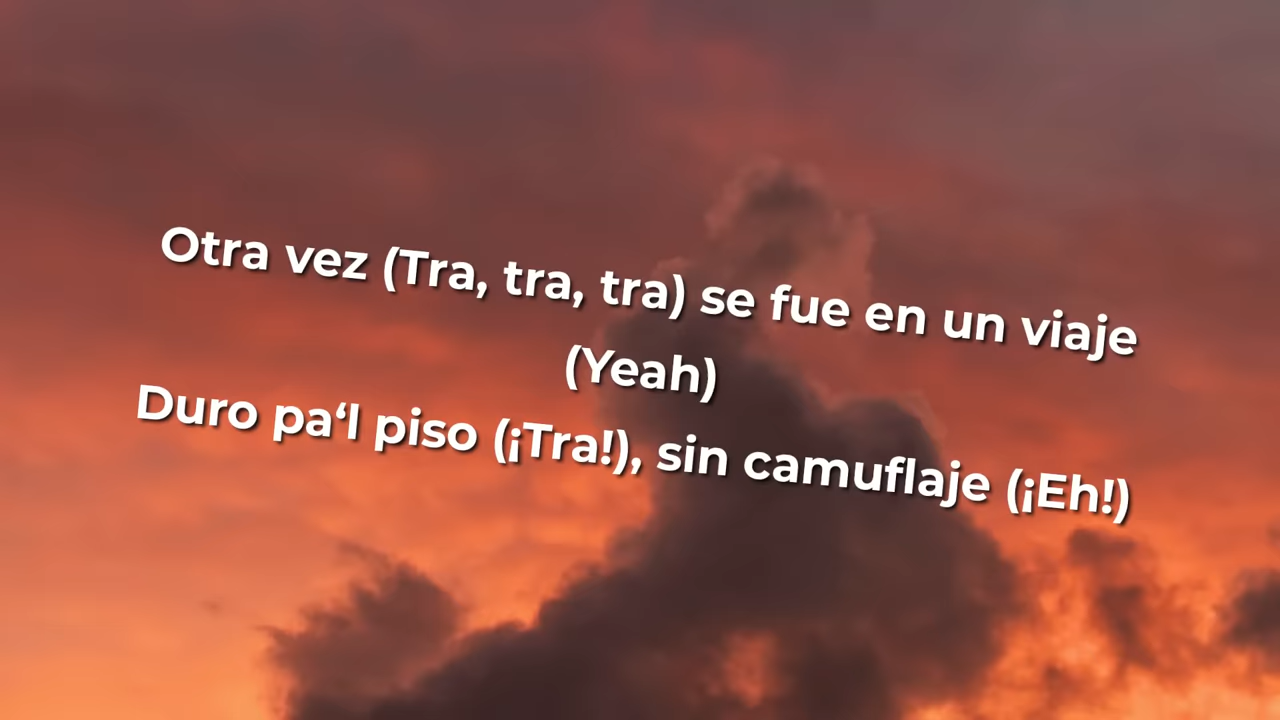 Otra vez (Tra, tra, tra) se fue en un viaje
(Yeah)
Duro pa‘l piso (¡Tra!), sin camuflaje (¡Eh!)